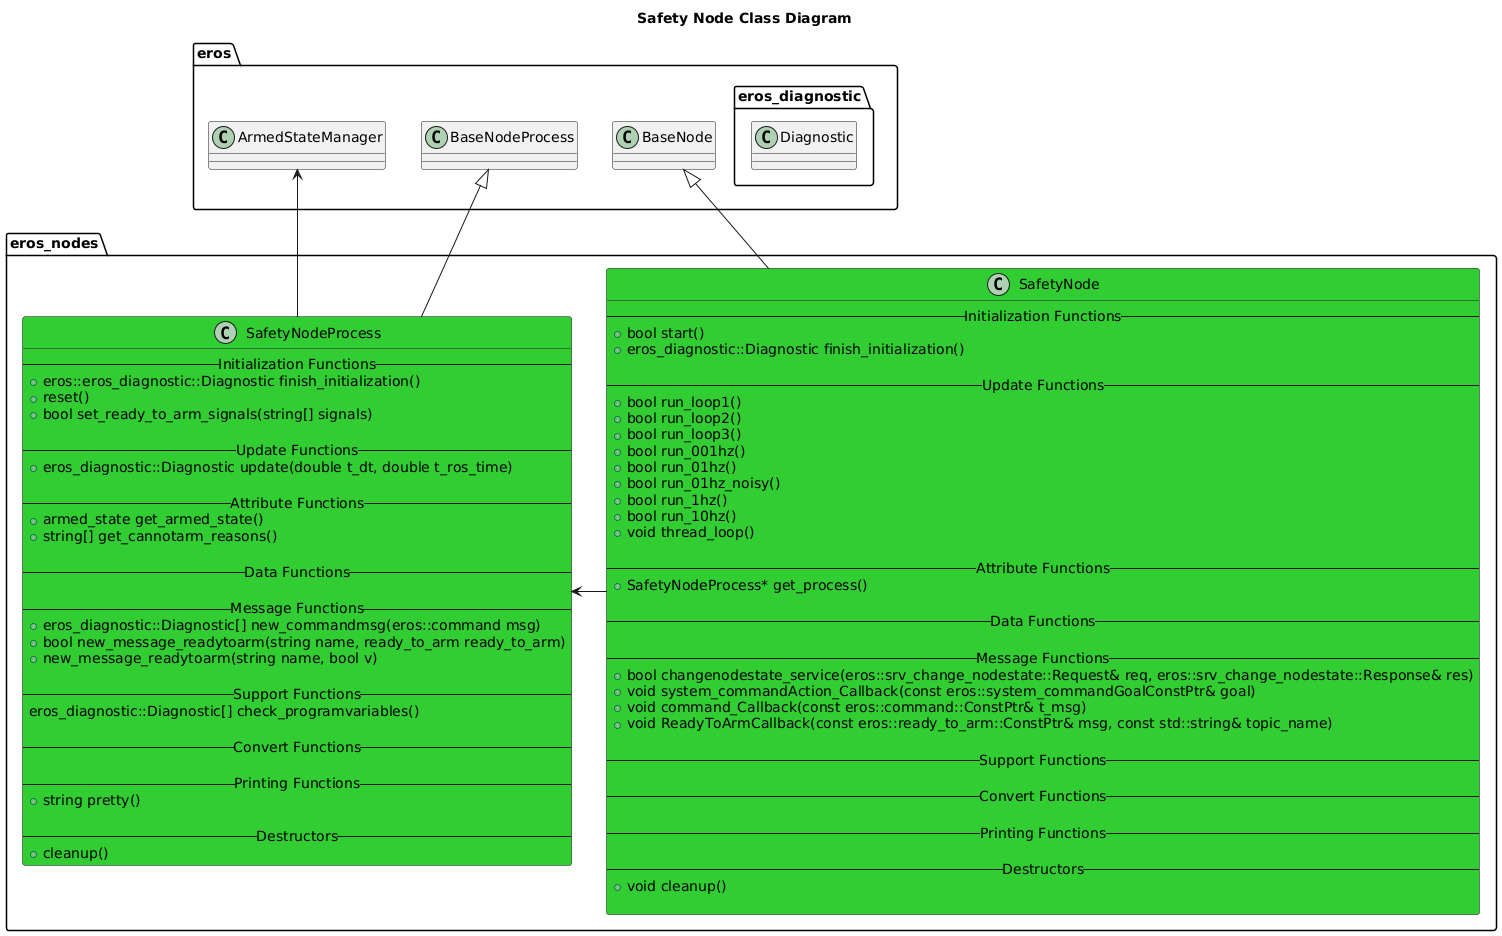 Safety Node Class Diagram
eros
eros_diagnostic
C ArmedStateManager
C BaseNodeProcess
C BaseNode
C Diagnostic
eros_nodes
C SafetyNodeProcess
Initialization Functions
eros::eros_diagnostic::Diagnostic finish_initialization()
reset()
bool set_ready_to_arm_signals(string[] signals)
Update Functions
eros_diagnostic::Diagnostic update(double t_dt, double t_ros_time)
Attribute Functions
armed_state get_armed_state()
string[] get_cannotarm_reasons()
Data Functions
Message Functions
eros_diagnostic::Diagnostic[] new_commandmsg(eros::command msg)
bool new_message_readytoarm(string name, ready_to_arm ready_to_arm)
new_message_readytoarm(string name, bool v)
Support Functions
eros_diagnostic::Diagnostic[] check_programvariables()
Convert Functions
Printing Functions
string pretty()
Destructors
cleanup()
C SafetyNode
Initialization Functions
bool start()
eros_diagnostic::Diagnostic finish_initialization()
Update Functions
bool run_loop1()
bool run_loop2()
bool run_loop3()
bool run_001hz()
bool run_01hz()
bool run_01hz_noisy()
bool run_1hz()
bool run_10hz()
void thread_loop()
Attribute Functions
SafetyNodeProcess* get_process()
Data Functions
Message Functions
bool changenodestate_service(eros::srv_change_nodestate::Request& req, eros::srv_change_nodestate::Response& res)
void system_commandAction_Callback(const eros::system_commandGoalConstPtr& goal)
void command_Callback(const eros::command::ConstPtr& t_msg)
void ReadyToArmCallback(const eros::ready_to_arm::ConstPtr& msg, const std::string& topic_name)
Support Functions
Convert Functions
Printing Functions
Destructors
void cleanup()